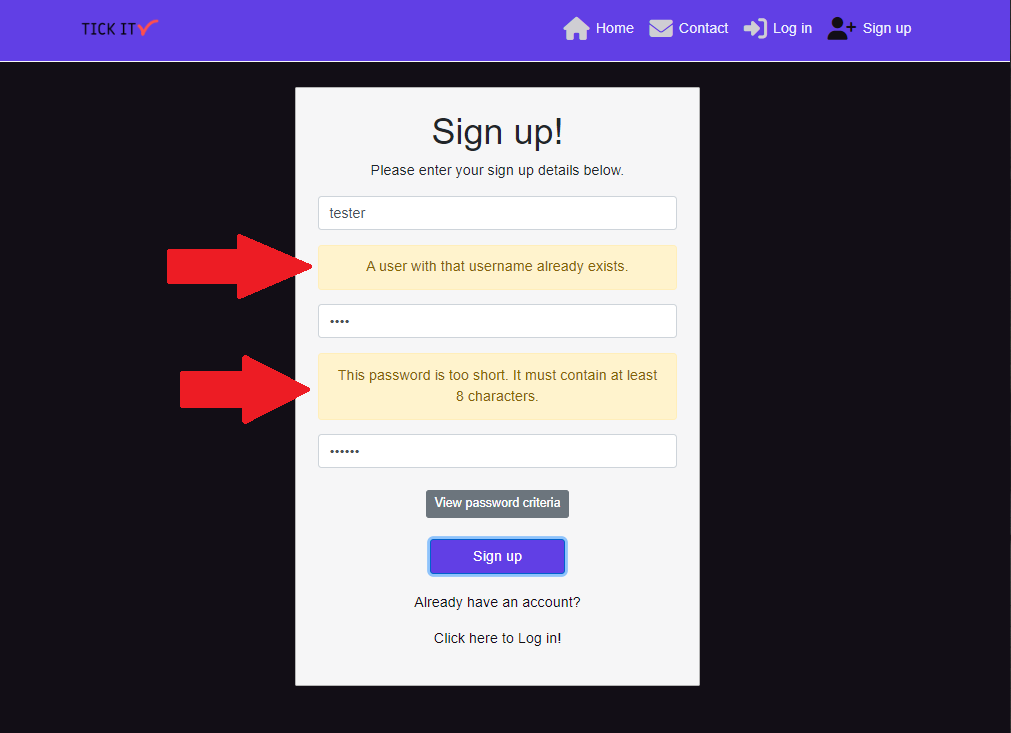 TICK IT
Home
Contact
Log in
Sign up
Sign up!
Please enter your sign up details below.
tester
A user with that username already exists.
••••
This password is too short. It must contain at least
8 characters.
••••••
View password criteria
Sign up
Already have an account?
Click here to Log in!